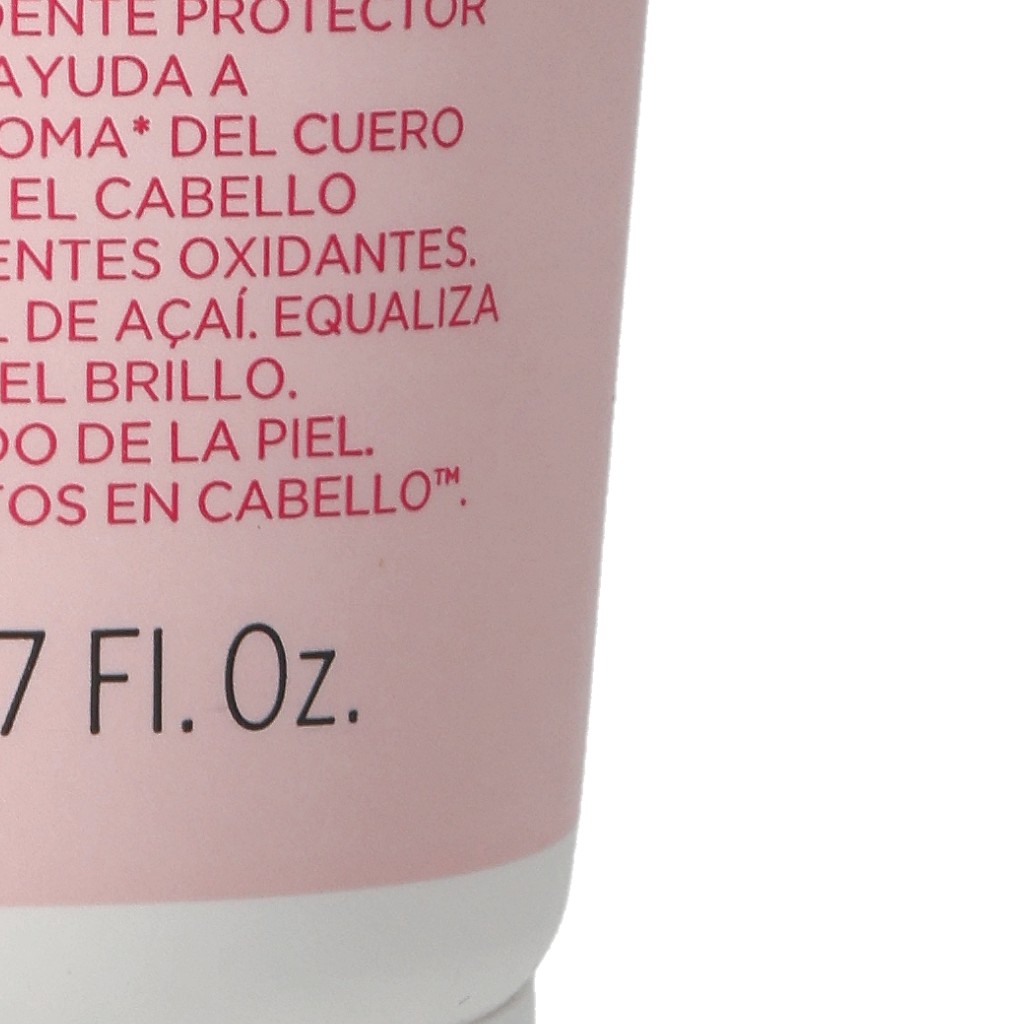 DENTE PROTECTOR
AYUDA A
OMA* DEL CUERO
EL CABELLO
ENTES OXIDANTES.
DE AÇAÍ. EQUALIZA
EL BRILLO.
DO DE LA PIEL.
TOS EN CABELLO™.
7 Fl. Oz.